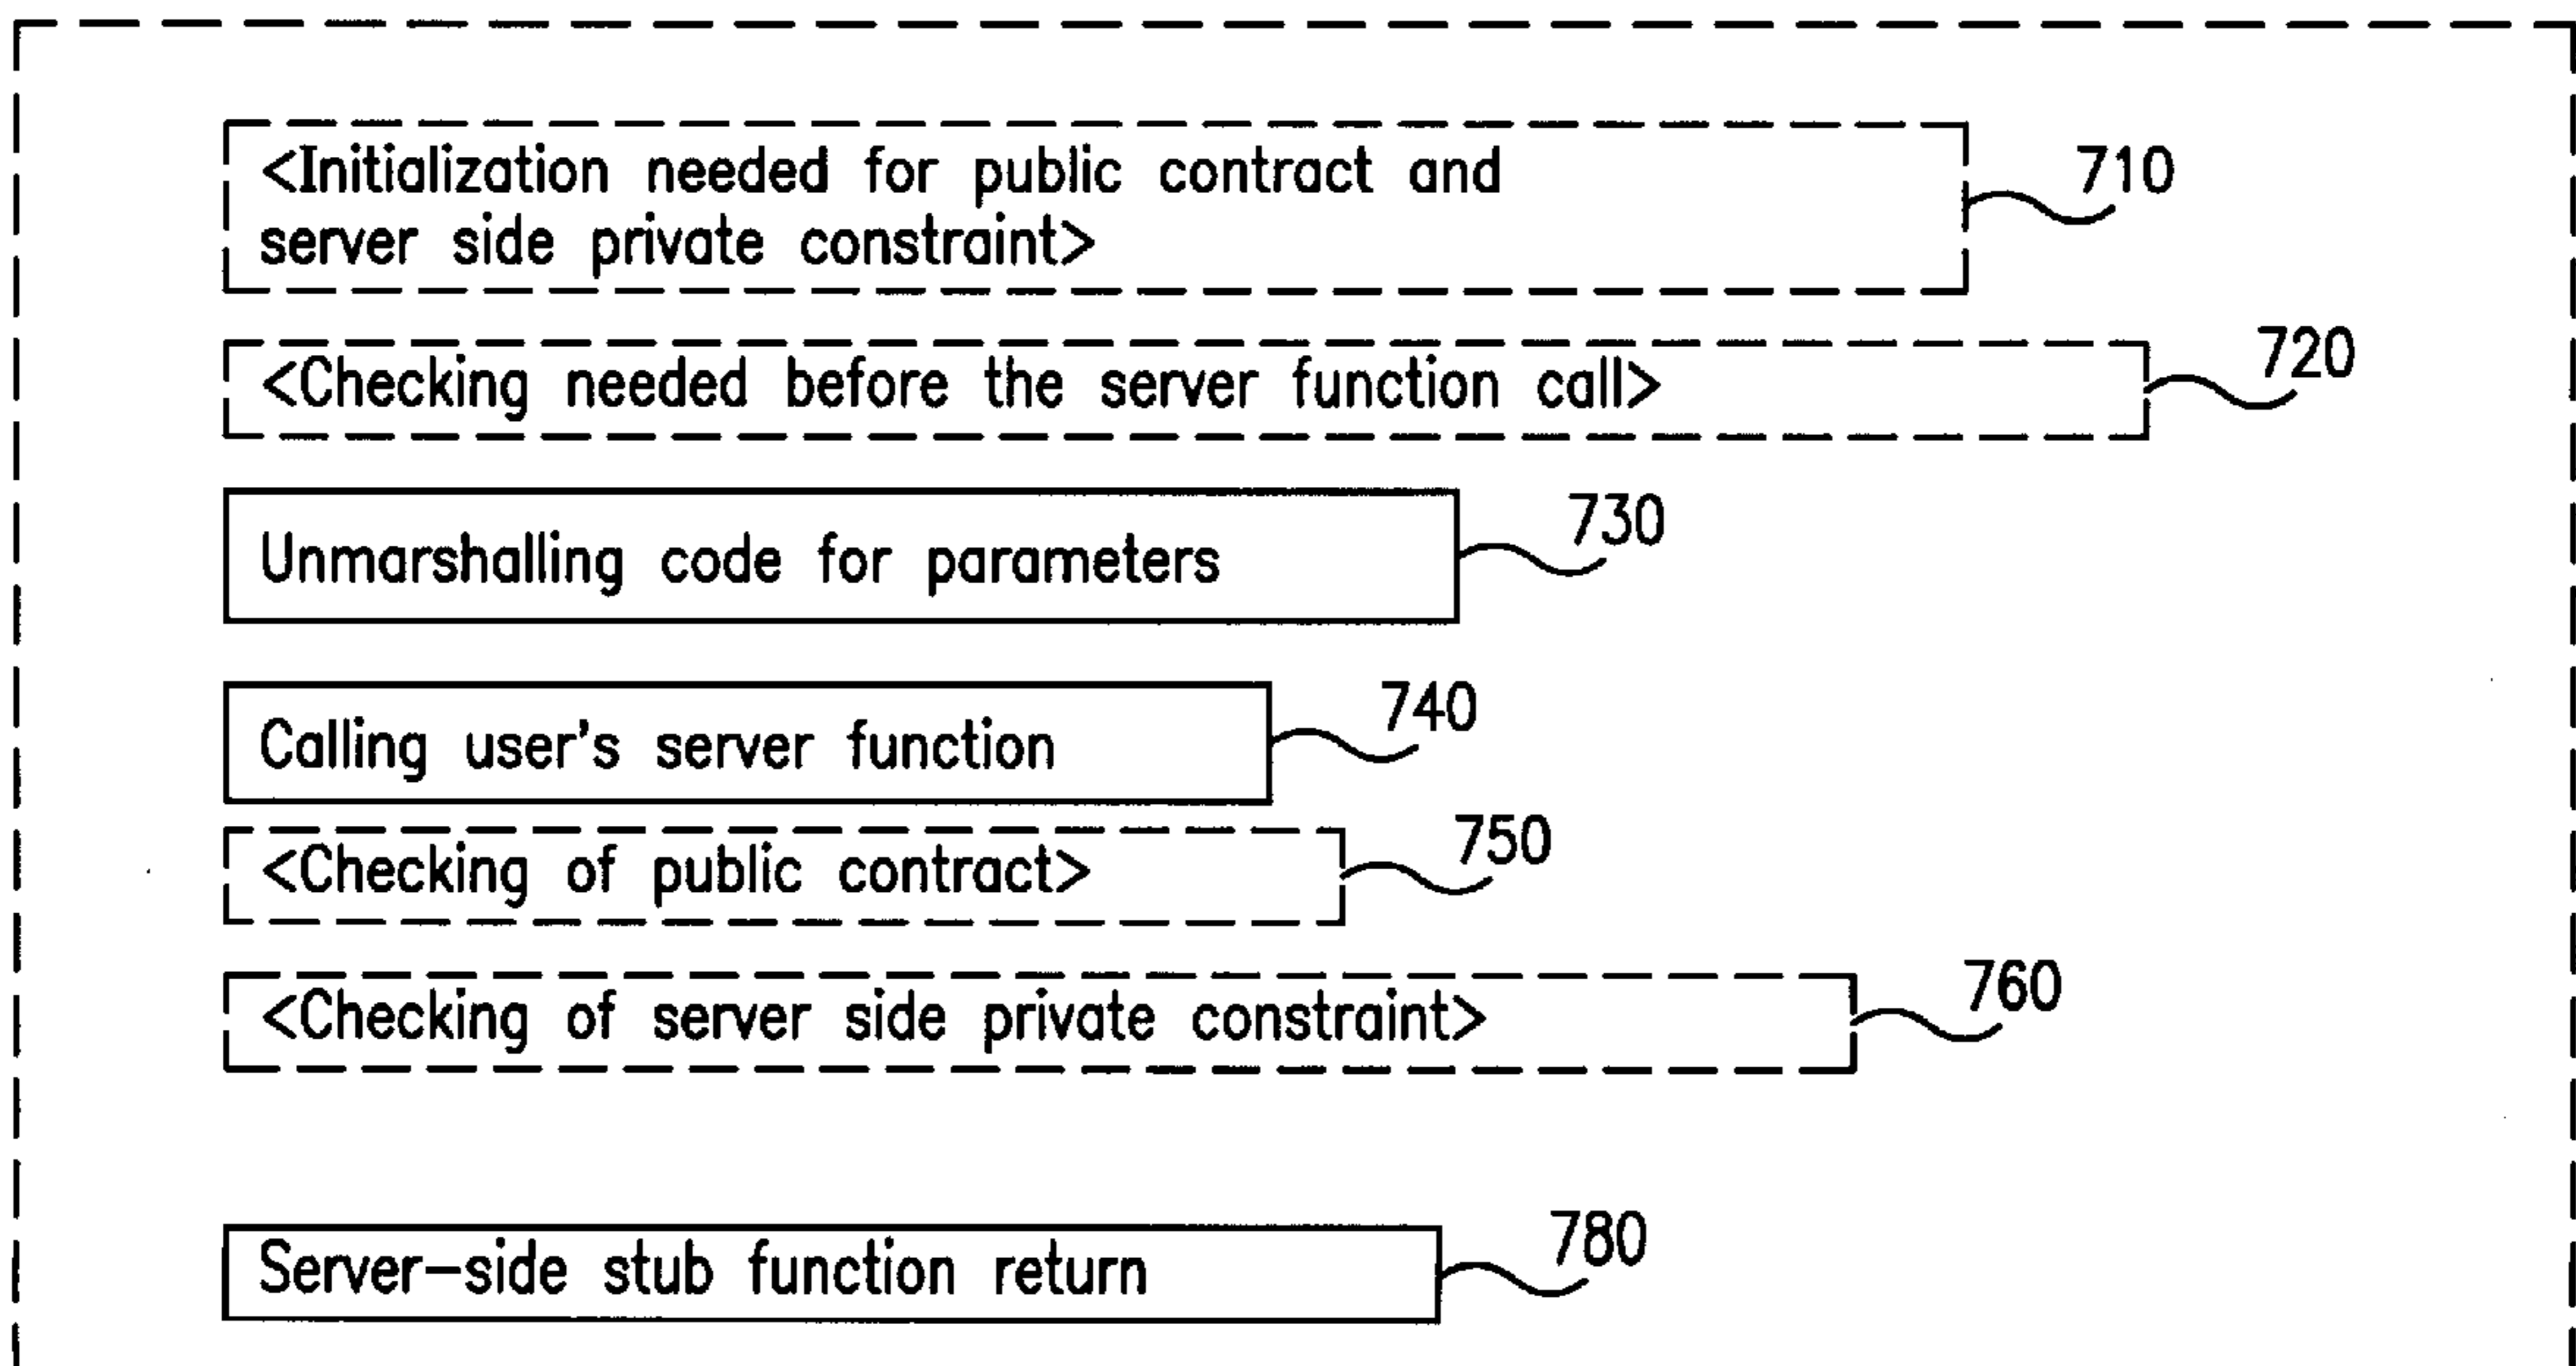 <Initialization needed for public contract and
server side private constraint>
710
<Checking needed before the server function call>
720
Unmarshalling code for parameters
730
Calling user's server function
740
<Checking of public contract>
750
<Checking of server side private constraint>
760
Server-side stub function return
780